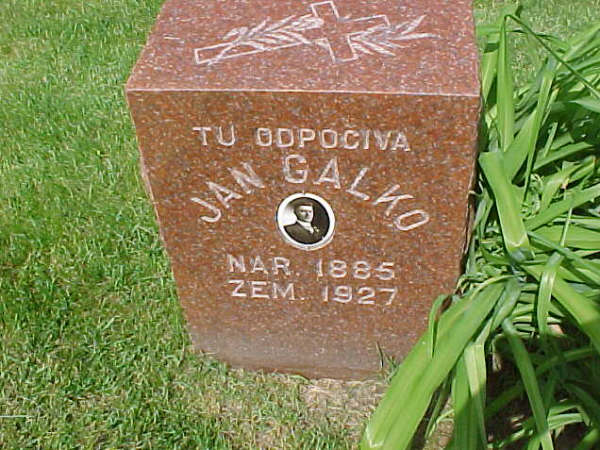 TU ODPOCIVA
JAN GALKO
NAR. 1885
ZEM. 1927